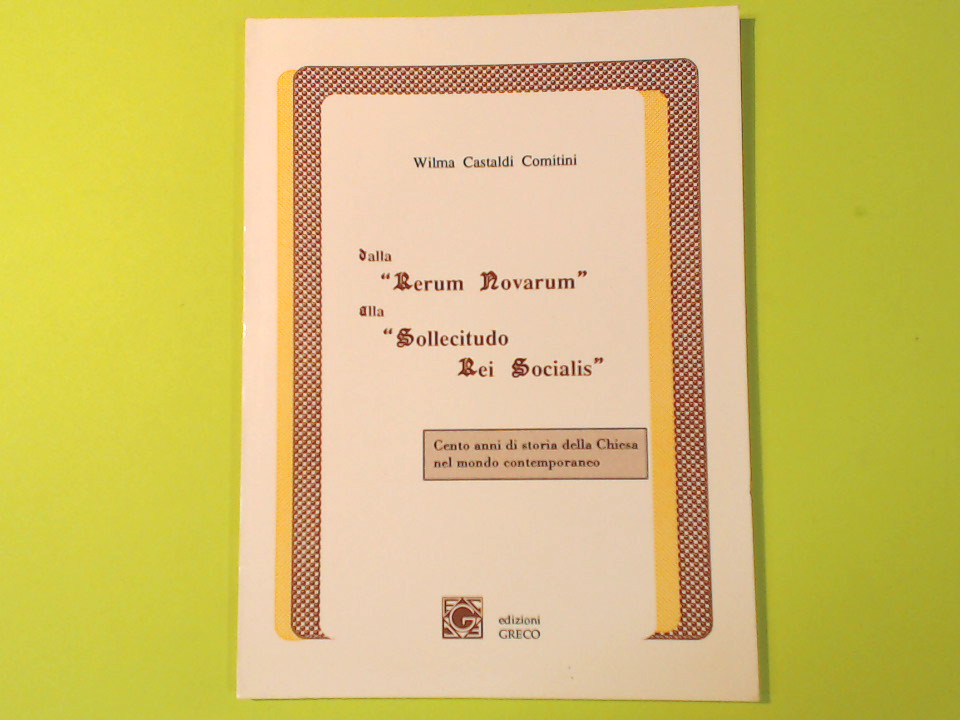 Wilma Castaldi Comitini
dalla
“Rerum Novarum”
alla
“Sollecitudo
Rei Socialis”
Cento anni di storia della Chiesa
nel mondo contemporaneo
edizioni
GRECO